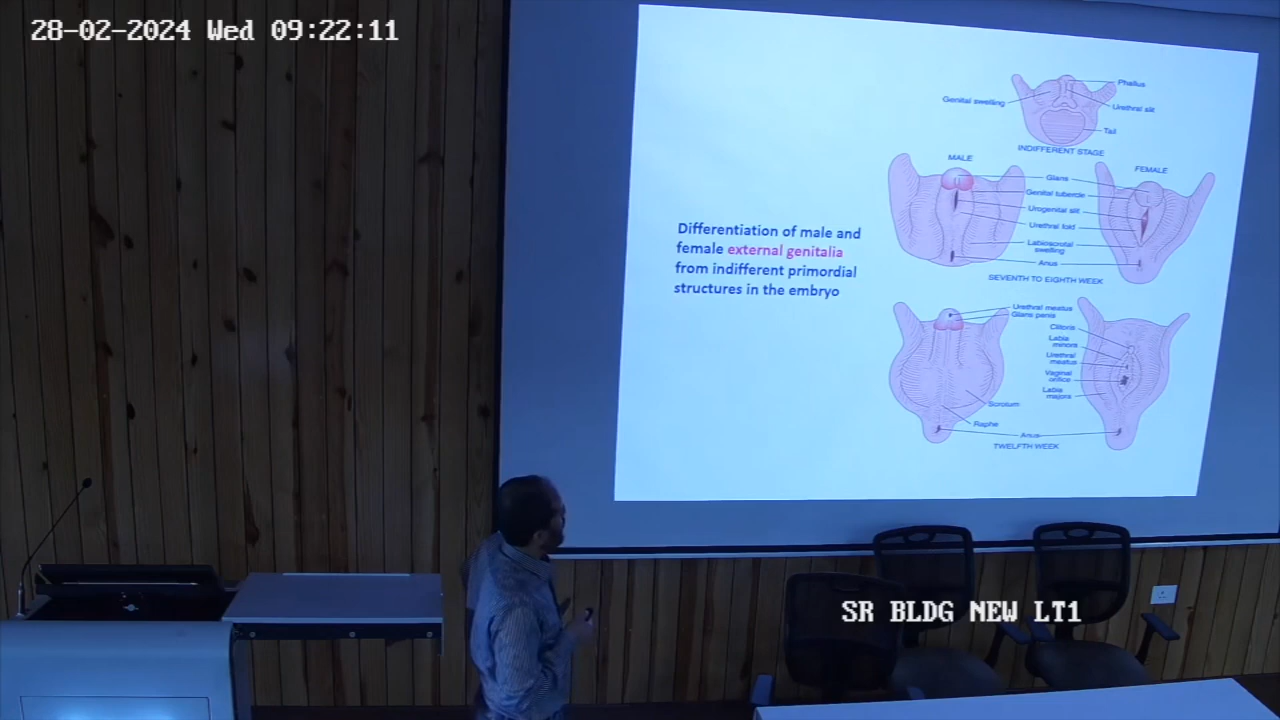 28-02-2024 Wed 09:22:11
Phallus
Genital swelling
Urethral slit
Tail
INDIFFERENT STAGE
MALE
FEMALE
Glans
Genital tubercle
Urogenital slit
Urethral fold
Labioscrotal
swelling
Anus
SEVENTH TO EIGHTH WEEK
Differentiation of male and
female external genitalia
from indifferent primordial
structures in the embryo
Urethral meatus
Glans penis
Clitoris
Labia
minora
Urethral
meatus
Vaginal
orifice
Labia
majora
Scrotum
Raphe
Anus
TWELFTH WEEK
SR BLDG NEW LT1